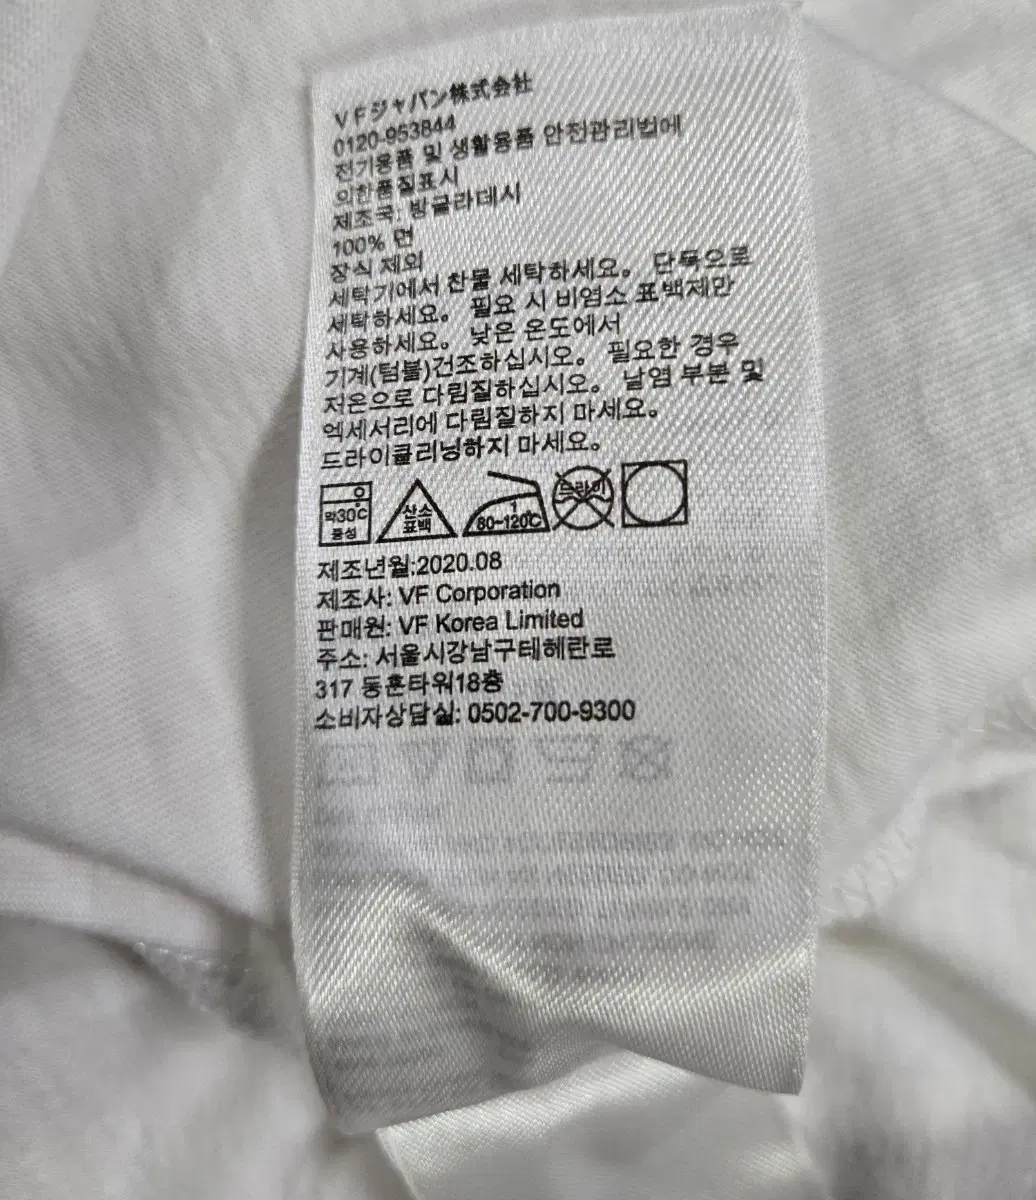 VFジャパン株式会社
0120-953844
전기용품 및 생활용품 안전관리법에
의한품질표시
제조국: 방글라데시
100% 면
장식 제외
세탁기에서 찬물 세탁하세요. 단독으로
세탁하세요. 필요 시 비염소 표백제만
사용하세요. 낮은 온도에서
기계(텀블)건조하십시오. 필요한 경우
저온으로 다림질하십시오. 날염 부분 및
엑세서리에 다림질하지 마세요.
드라이클리닝하지 마세요.
약30℃
중성
산소
표백
1
80~120℃
드라이
제조년월:2020.08
제조사: VF Corporation
판매원: VF Korea Limited
주소: 서울시강남구테헤란로
317 동훈타워18층
소비자상담실: 0502-700-9300